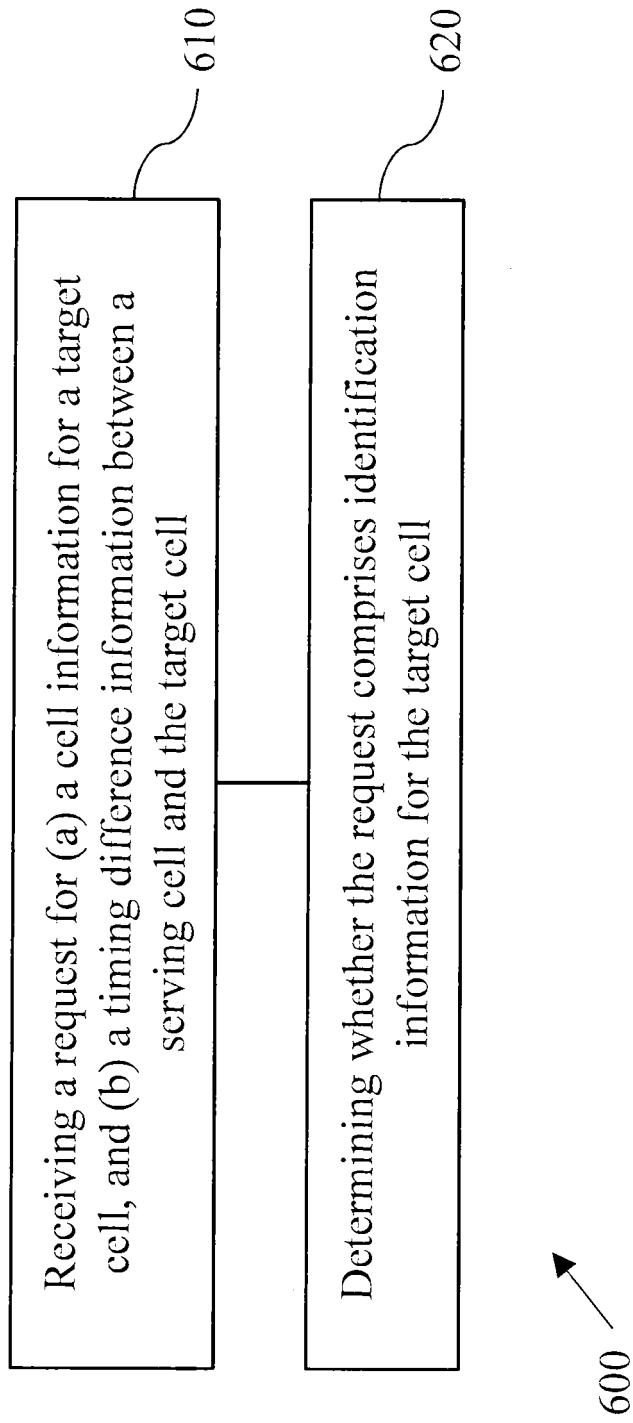 Receiving a request for (a) a cell information for a target
cell, and (b) a timing difference information between a
serving cell and the target cell
610
Determining whether the request comprises identification
information for the target cell
620
600